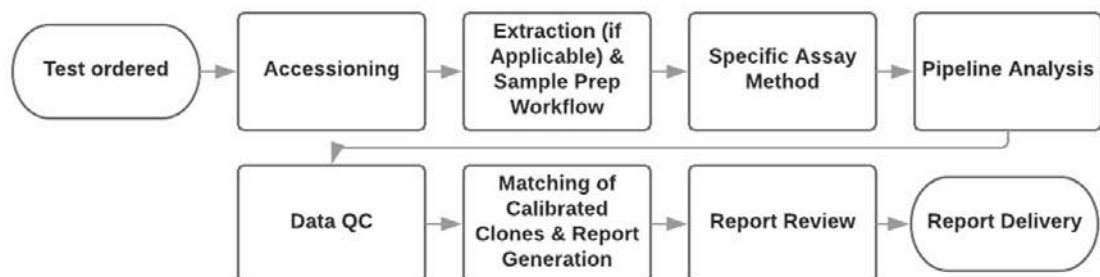 Test ordered
Accessioning
Extraction (if
Applicable) &
Sample Prep
Workflow
Specific Assay
Method
Pipeline Analysis
Data QC
Matching of
Calibrated
Clones & Report
Generation
Report Review
Report Delivery